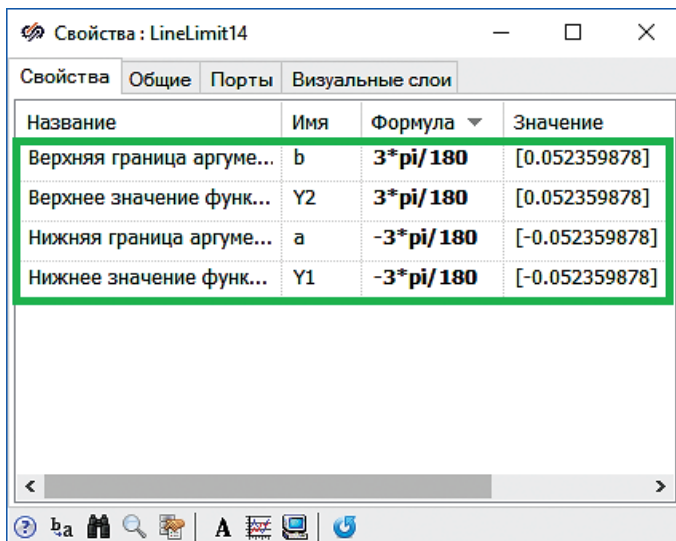 Свойства : LineLimit14
Свойства Общие Порты Визуальные слои
Название Имя Формула Значение
Верхняя граница аргуме... b 3*pi/180 [0.052359878]
Верхнее значение функ... Y2 3*pi/180 [0.052359878]
Нижняя граница аргуме... a -3*pi/180 [-0.052359878]
Нижнее значение функ... Y1 -3*pi/180 [-0.052359878]
ba A